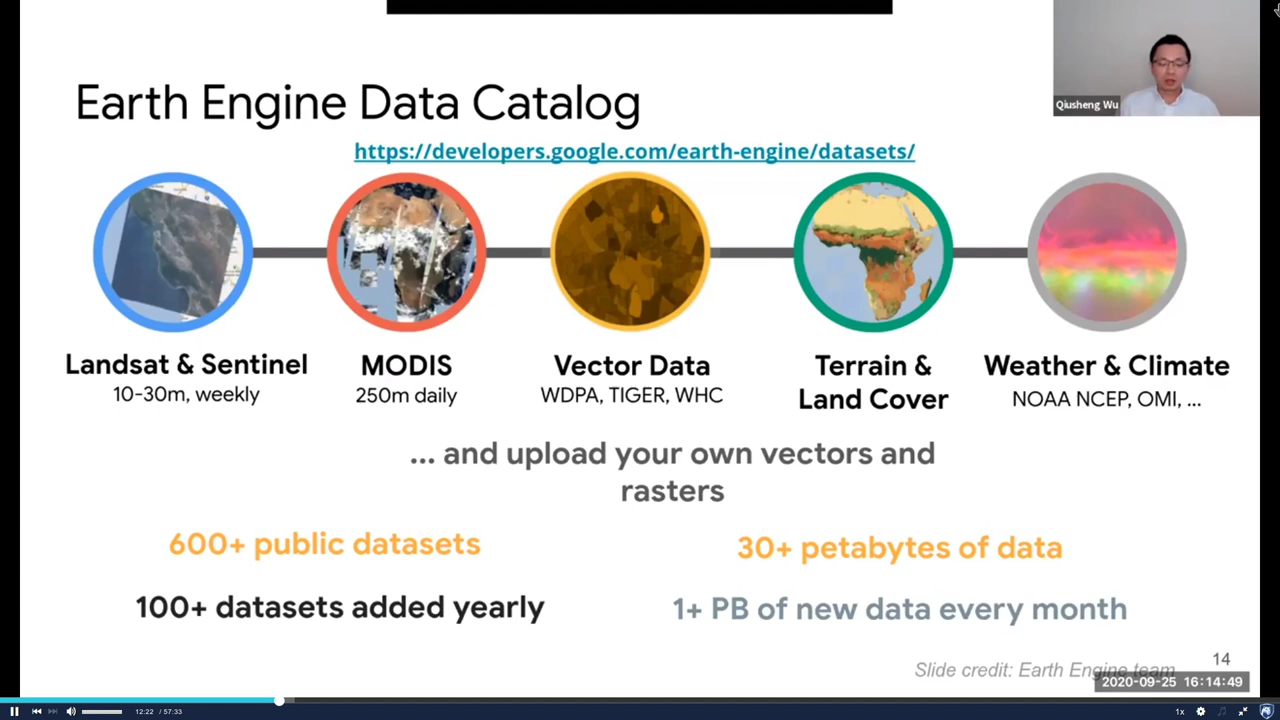 Earth Engine Data Catalog
Qiusheng Wu
https://developers.google.com/earth-engine/datasets/
Landsat & Sentinel
10-30m, weekly
MODIS
250m daily
Vector Data
WDPA, TIGER, WHC
Terrain &
Land Cover
Weather & Climate
NOAA NCEP, OMI, ...
... and upload your own vectors and
rasters
600+ public datasets
30+ petabytes of data
100+ datasets added yearly
1+ PB of new data every month
14
Slide credit: Earth Engine team
2020-09-25 16:14:49
12:22 / 57:33
1x